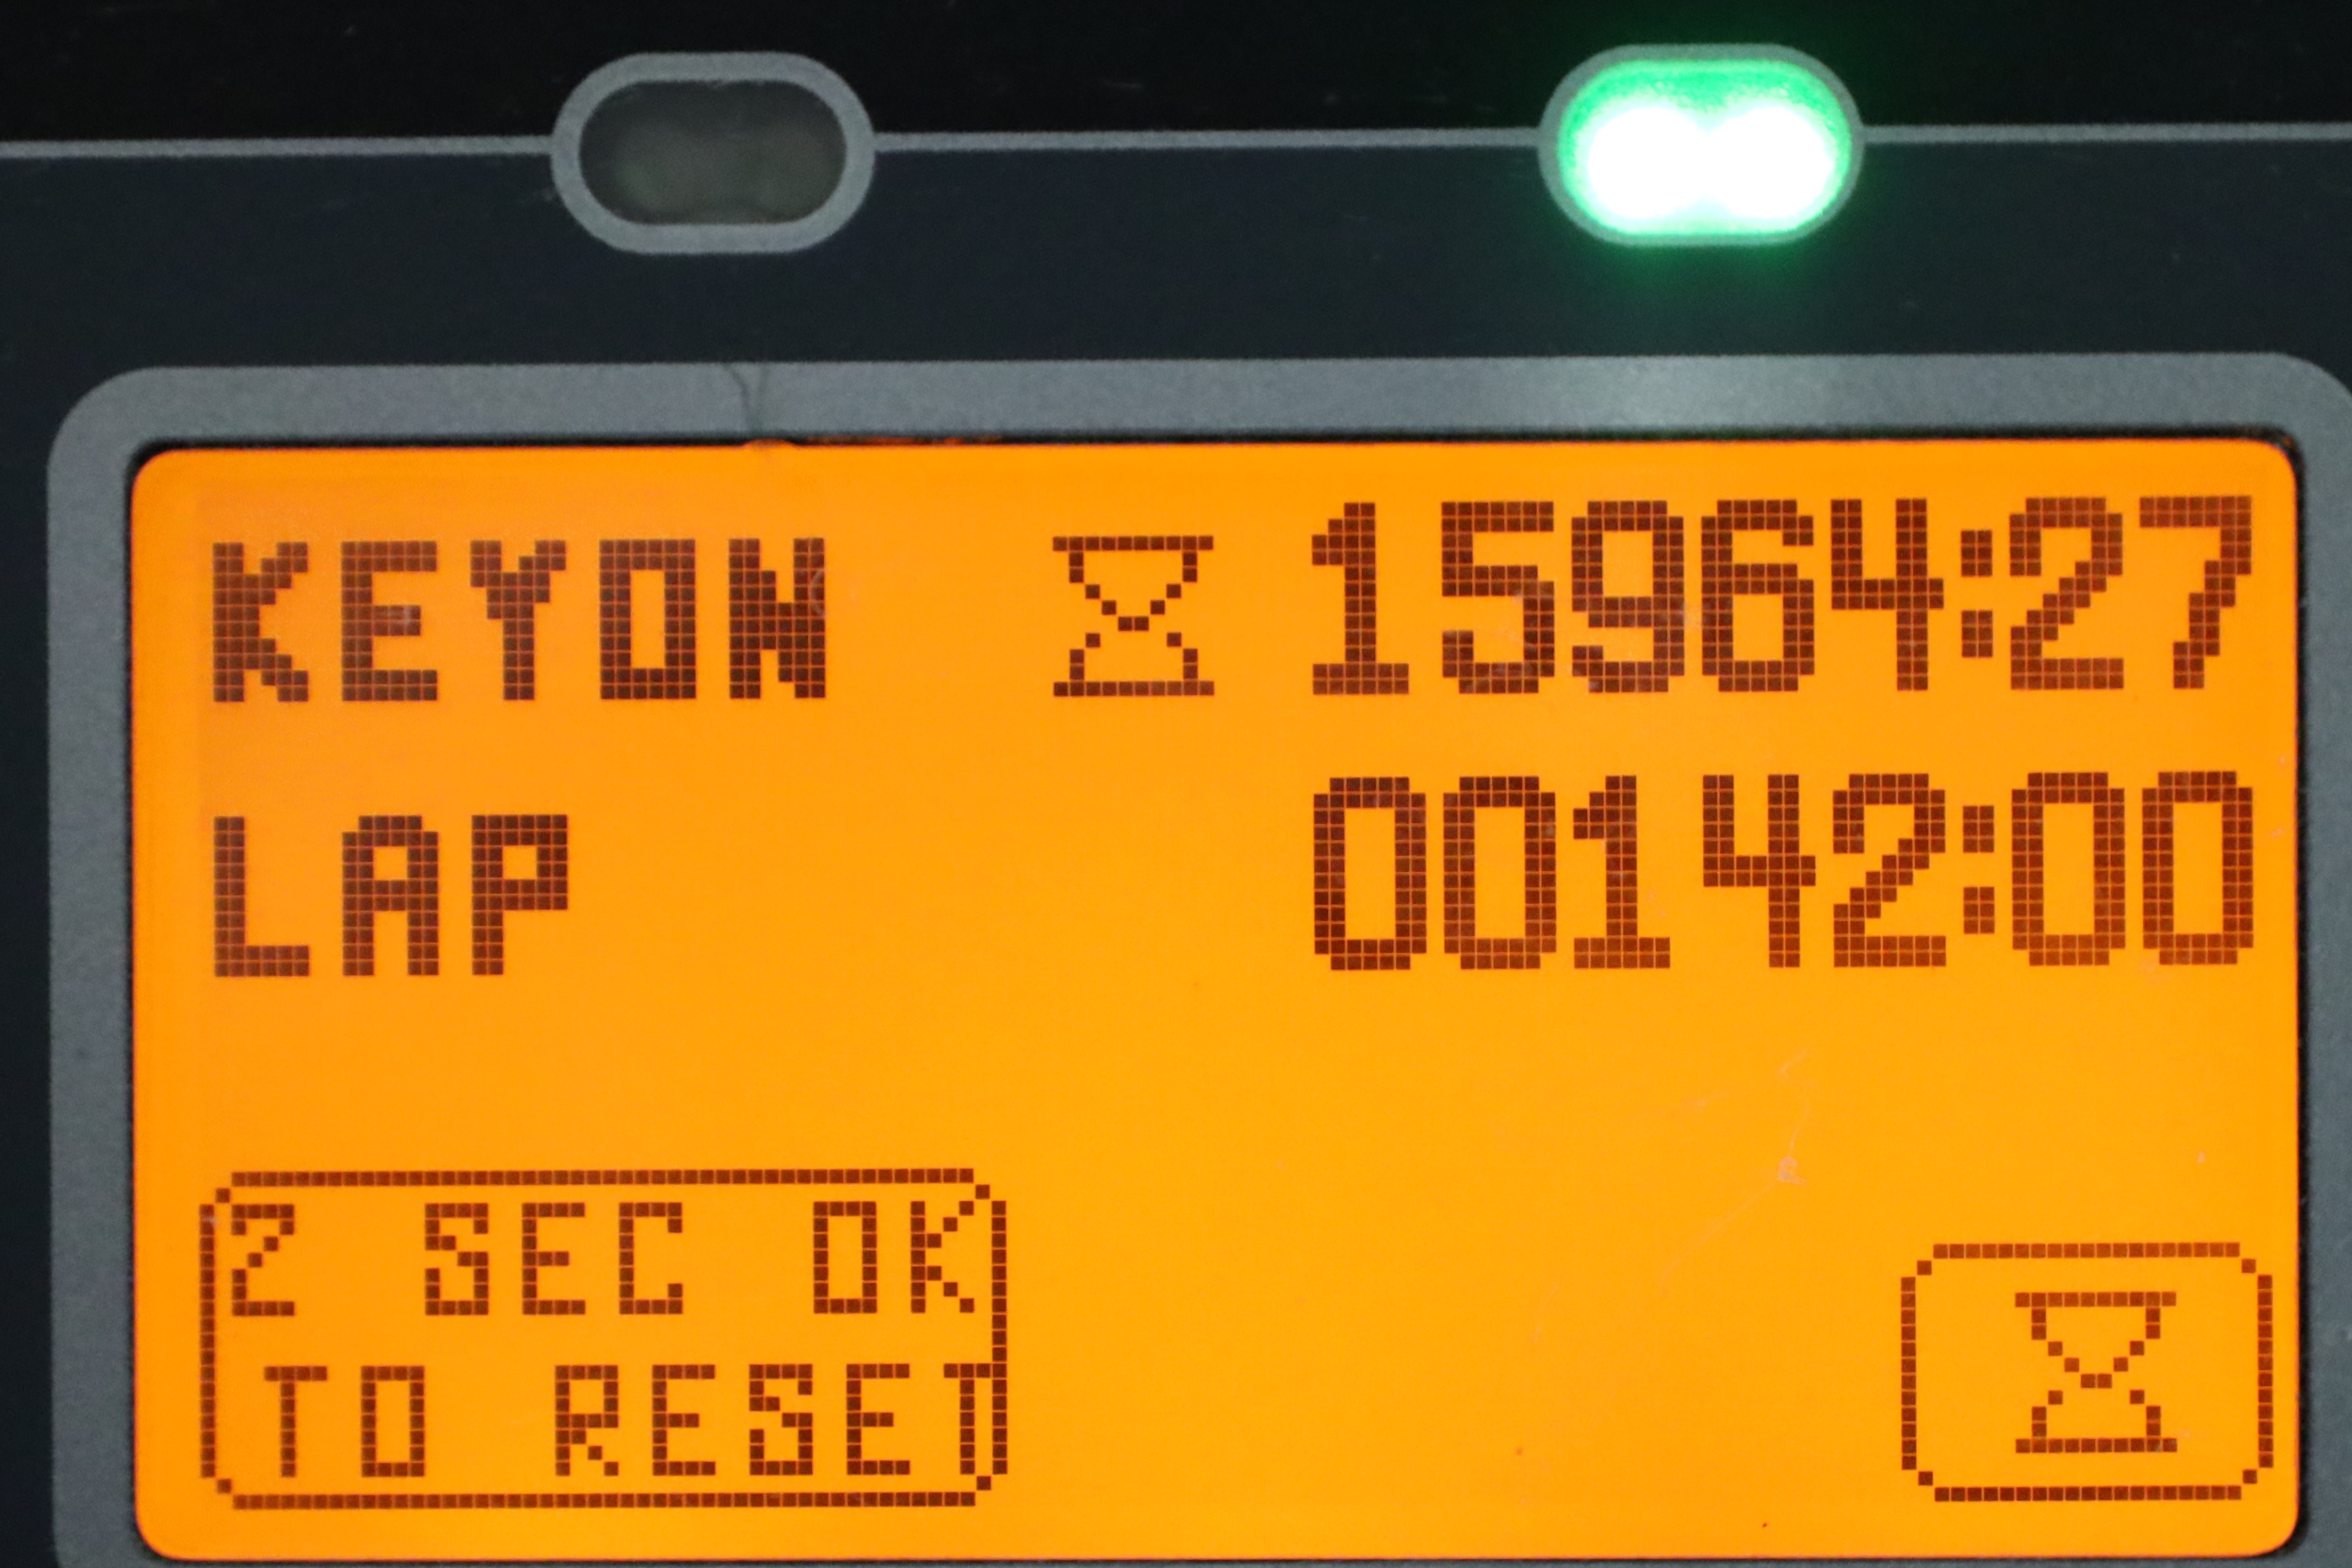 KEYON 15964:27
LAP 00142:00
2 SEC OK
TO RESET